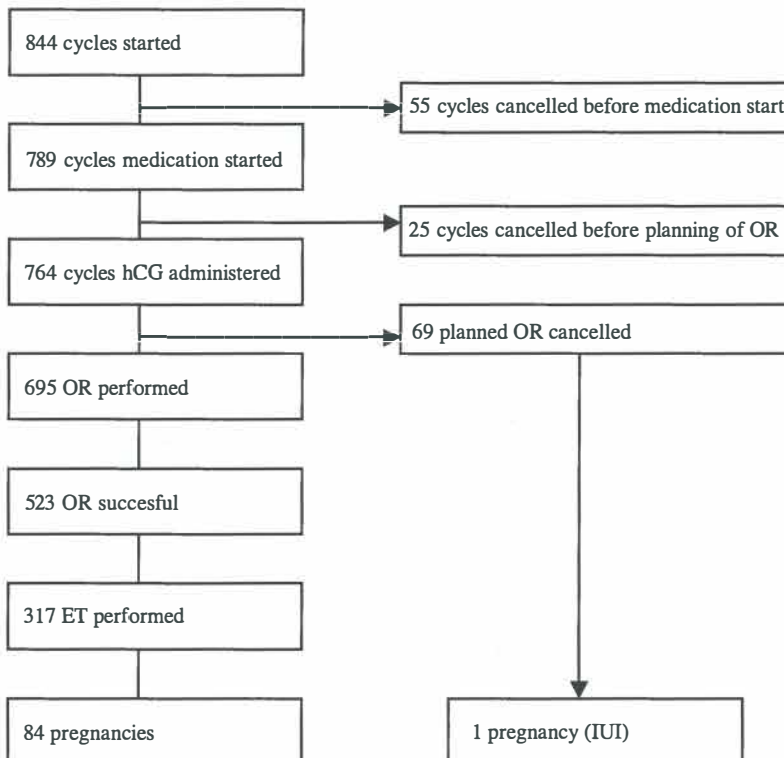 844 cycles started
55 cycles cancelled before medication start
789 cycles medication started
25 cycles cancelled before planning of OR
764 cycles hCG administered
69 planned OR cancelled
695 OR performed
523 OR succesful
317 ET performed
84 pregnancies
1 pregnancy (IUI)